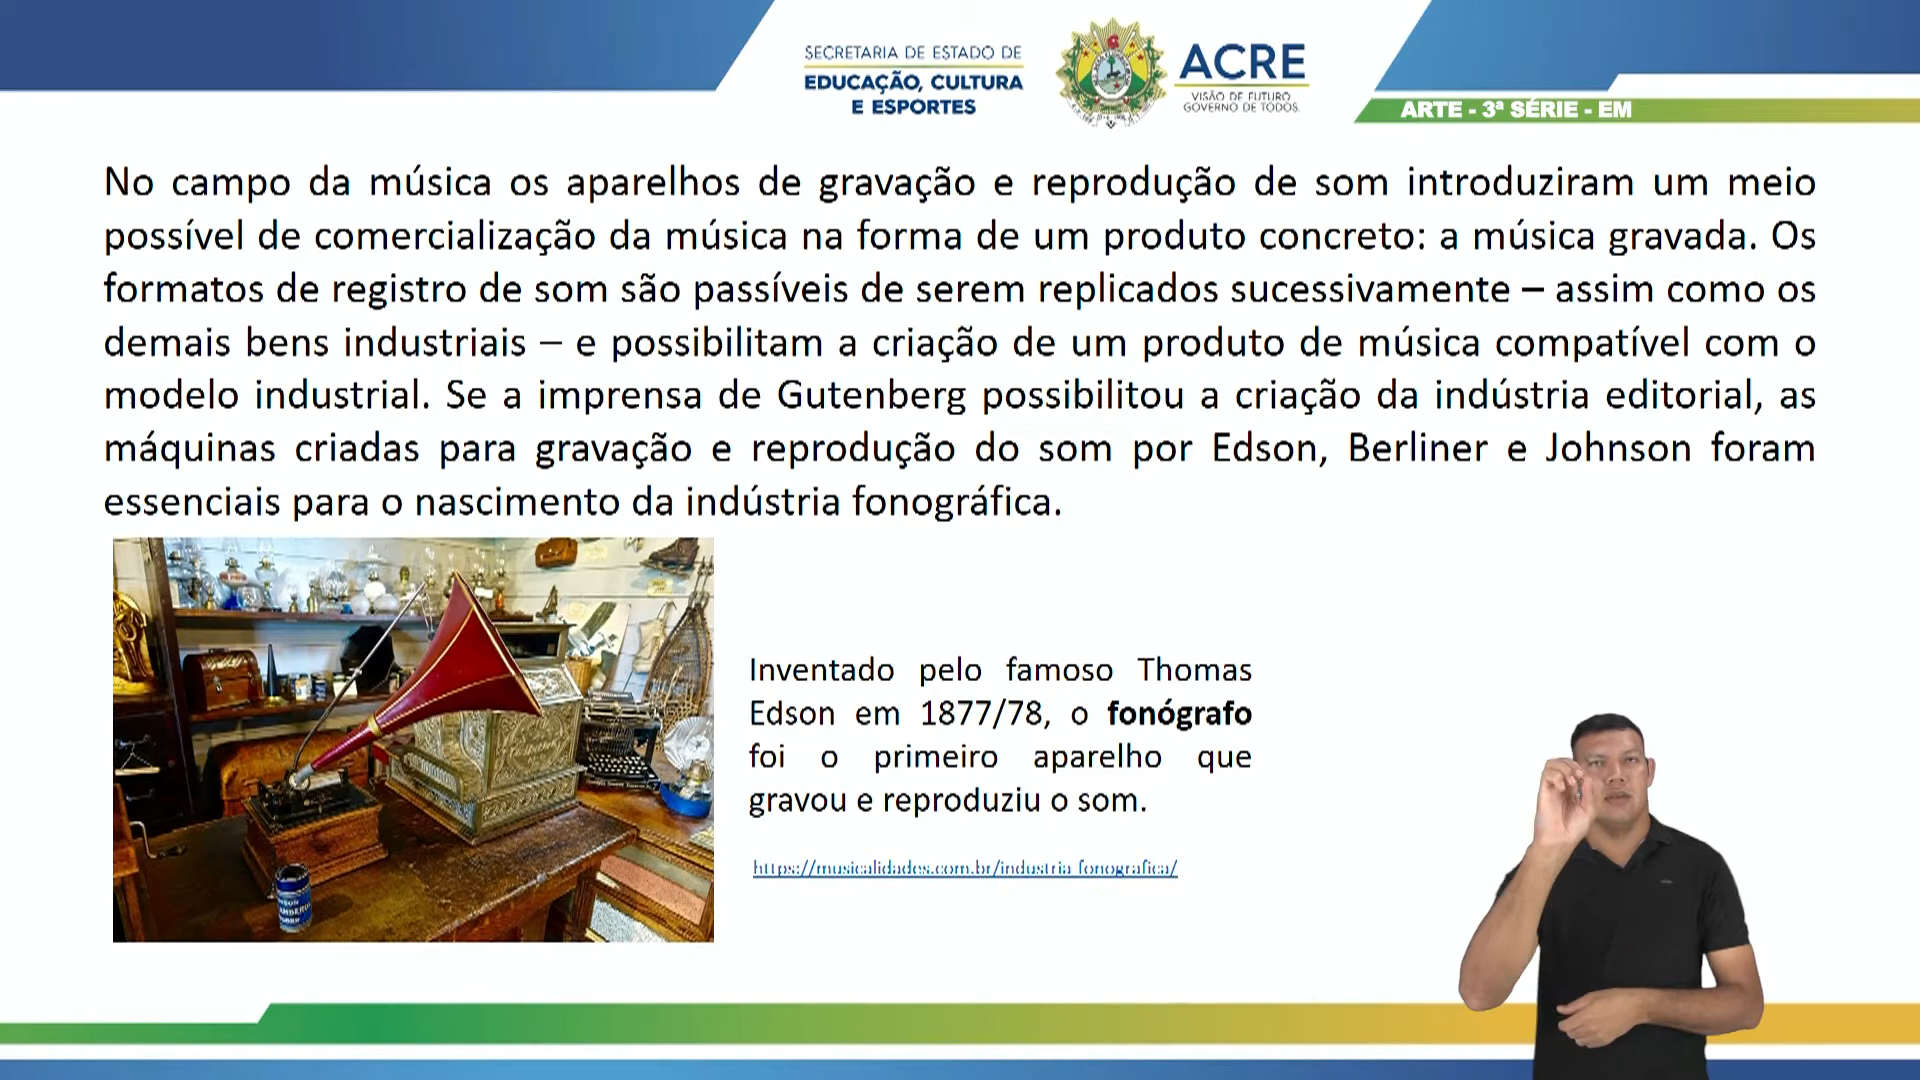 SECRETARIA DE ESTADO DE
EDUCAÇÃO, CULTURA
E ESPORTES
ACRE
VISÃO DE FUTURO
GOVERNO DE TODOS.
ARTE - 3ª SÉRIE - EM
No campo da música os aparelhos de gravação e reprodução de som introduziram um meio
possível de comercialização da música na forma de um produto concreto: a música gravada. Os
formatos de registro de som são passíveis de serem replicados sucessivamente – assim como os
demais bens industriais – e possibilitam a criação de um produto de música compatível com o
modelo industrial. Se a imprensa de Gutenberg possibilitou a criação da indústria editorial, as
máquinas criadas para gravação e reprodução do som por Edson, Berliner e Johnson foram
essenciais para o nascimento da indústria fonográfica.
Inventado pelo famoso Thomas
Edson em 1877/78, o fonógrafo
foi o primeiro aparelho que
gravou e reproduziu o som.
https://musicalidades.com.br/industria-fonografica/